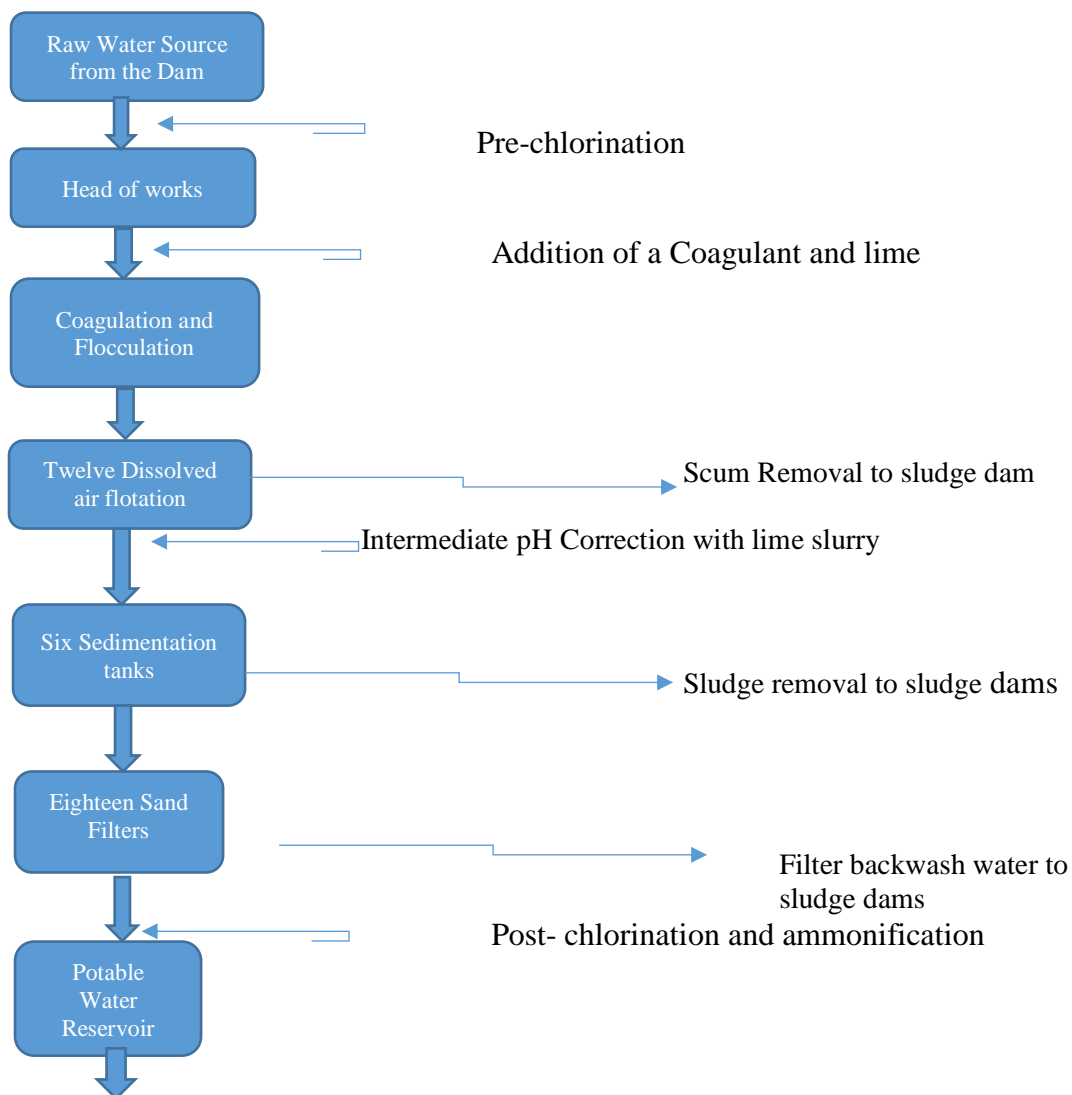 Raw Water Source
from the Dam
Pre-chlorination
Head of works
Addition of a Coagulant and lime
Coagulation and
Flocculation
Twelve Dissolved
air flotation
Scum Removal to sludge dam
Intermediate pH Correction with lime slurry
Six Sedimentation
tanks
Sludge removal to sludge dams
Eighteen Sand
Filters
Filter backwash water to
sludge dams
Post- chlorination and ammonification
Potable
Water
Reservoir